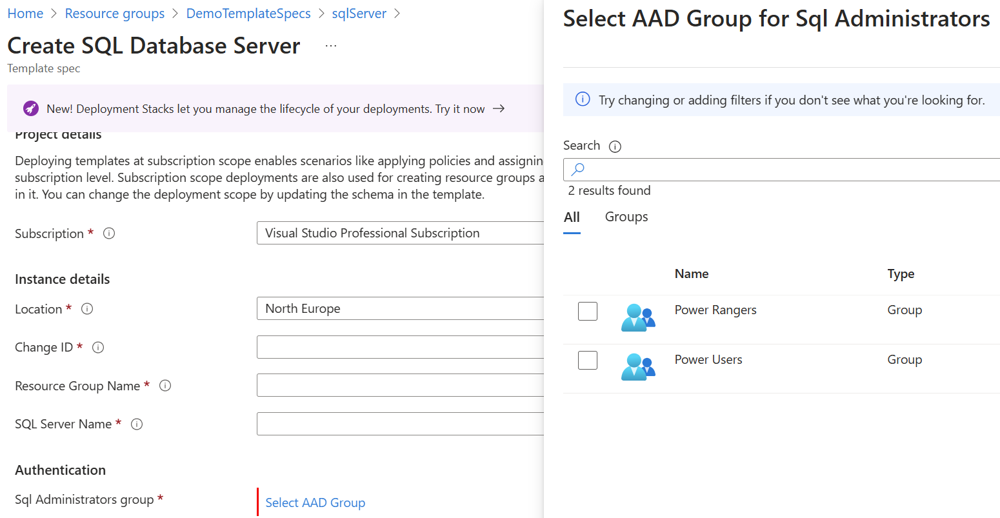 Home > Resource groups > DemoTemplateSpecs > sqlServer >
Create SQL Database Server ...
Template spec
New! Deployment Stacks let you manage the lifecycle of your deployments. Try it now →
Project details
Deploying templates at subscription scope enables scenarios like applying policies and assignin
subscription level. Subscription scope deployments are also used for creating resource groups a
in it. You can change the deployment scope by updating the schema in the template.
Subscription *
Visual Studio Professional Subscription
Instance details
Location *
North Europe
Change ID *
Resource Group Name *
SQL Server Name *
Authentication
Sql Administrators group *
Select AAD Group
Select AAD Group for Sql Administrators
Try changing or adding filters if you don't see what you're looking for.
Search
2 results found
All Groups
Name Type
Power Rangers Group
Power Users Group